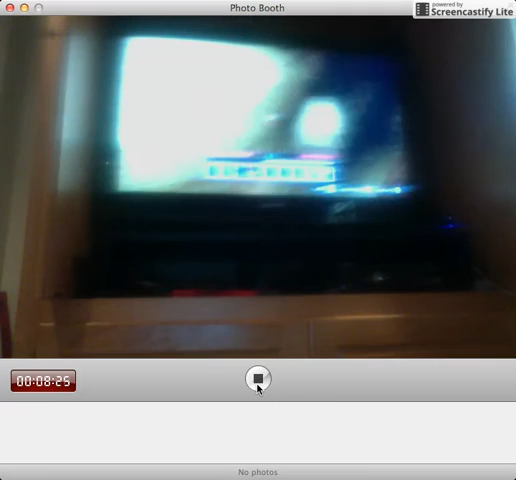 Photo Booth
powered by
Screencastify Lite
00:08:25
No photos